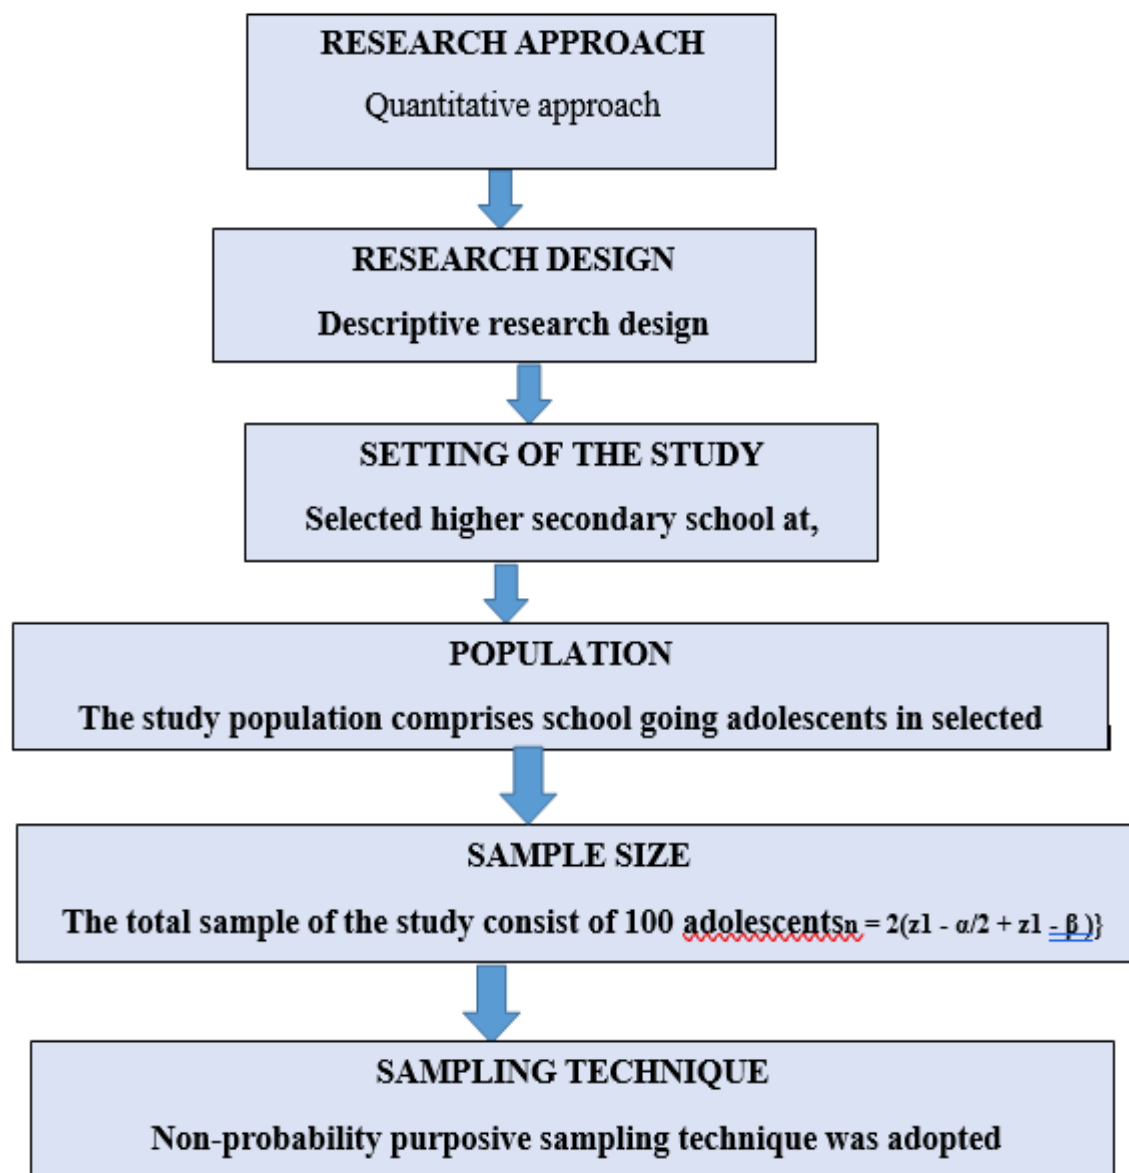 RESEARCH APPROACH
Quantitative approach
RESEARCH DESIGN
Descriptive research design
SETTING OF THE STUDY
Selected higher secondary school at,
POPULATION
The study population comprises school going adolescents in selected
SAMPLE SIZE
The total sample of the study consist of 100 adolescentsn = 2(z1 - α/2 + z1 - β )}
SAMPLING TECHNIQUE
Non-probability purposive sampling technique was adopted